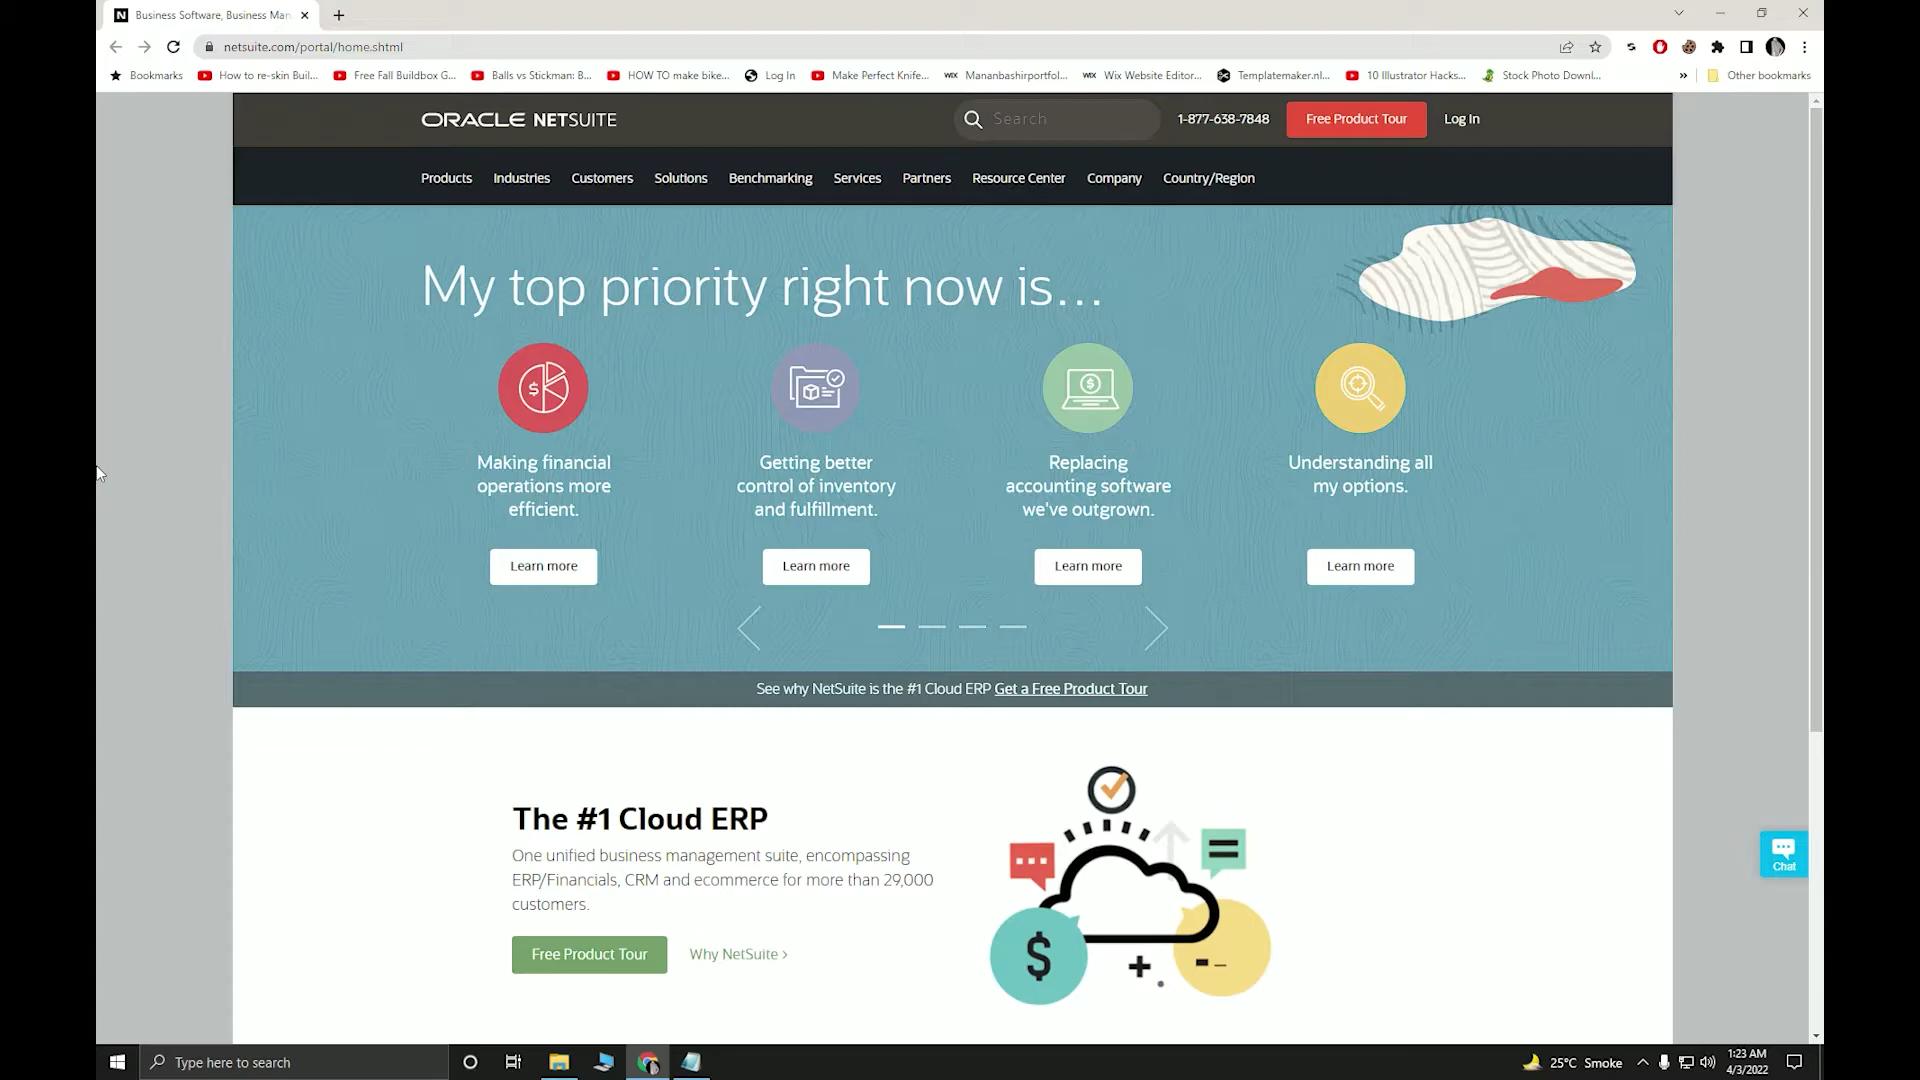 Business Software, Business Man
netsuite.com/portal/home.shtml
Bookmarks
How to re-skin Buil...
Free Fall Buildbox G...
Balls vs Stickman: B...
HOW TO make bike...
Log In
Make Perfect Knife...
WIX Mananbashirportfol...
WIX Wix Website Editor...
Templatemaker.nl...
10 Illustrator Hacks...
Stock Photo Downl...
» Other bookmarks
ORACLE NETSUITE
Search
1-877-638-7848
Free Product Tour
Log In
Products Industries Customers Solutions Benchmarking Services Partners Resource Center Company Country/Region
My top priority right now is...
Making financial
operations more
efficient.
Learn more
Getting better
control of inventory
and fulfillment.
Learn more
Replacing
accounting software
we've outgrown.
Learn more
Understanding all
my options.
Learn more
See why NetSuite is the #1 Cloud ERP Get a Free Product Tour
The #1 Cloud ERP
One unified business management suite, encompassing
ERP/Financials, CRM and ecommerce for more than 29,000
customers.
Free Product Tour
Why NetSuite >
$
Chat
Type here to search
25°C Smoke
1:23 AM
4/3/2022